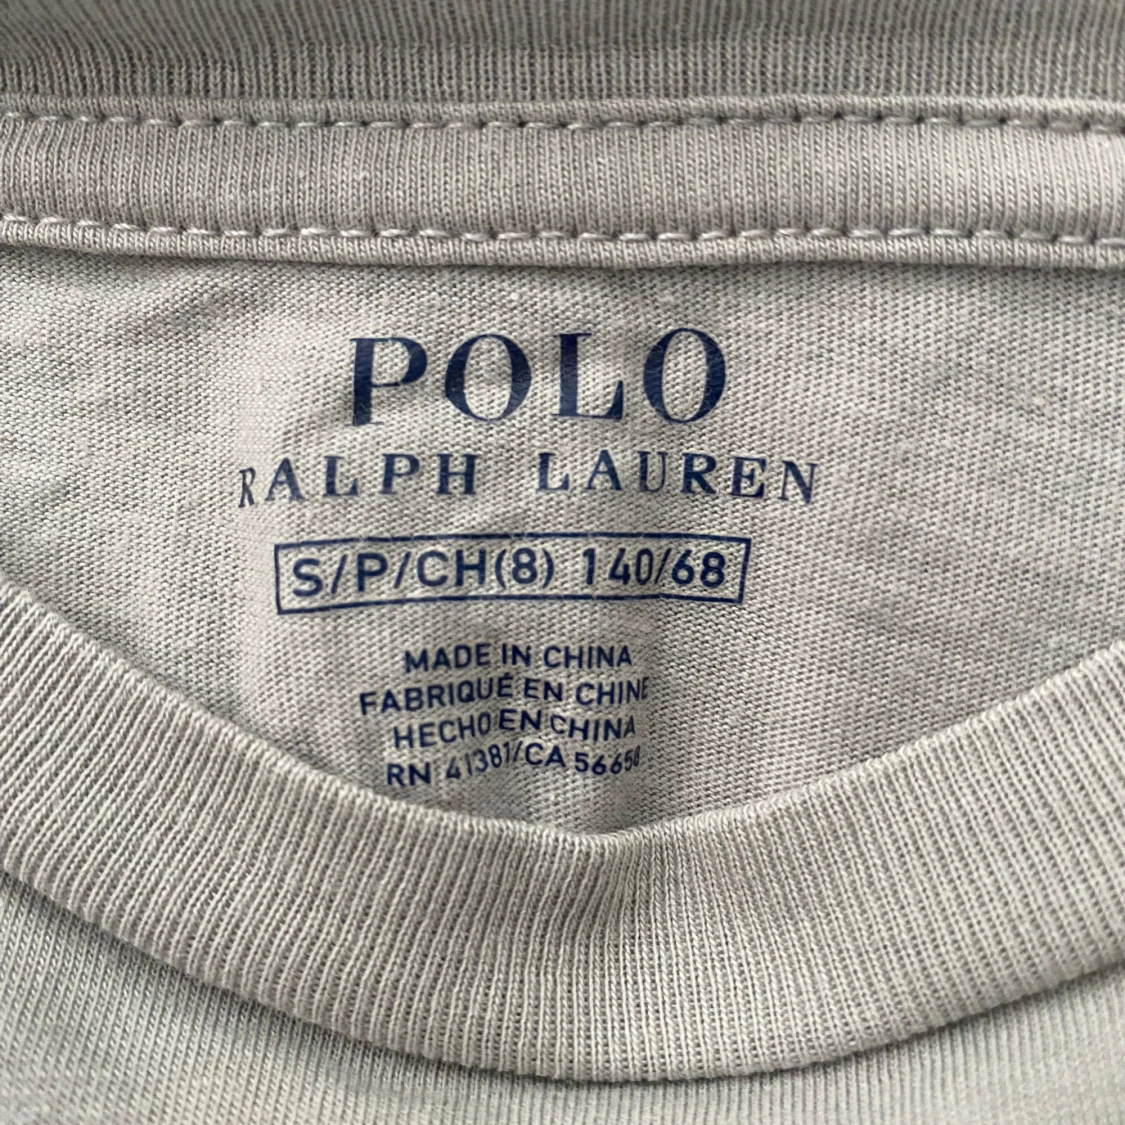 POLO
RALPH LAUREN
S/P/CH(8) 140/68
MADE IN CHINA
FABRIQUÉ EN CHINE
HECHO EN CHINA
RN 41381/CA 56650